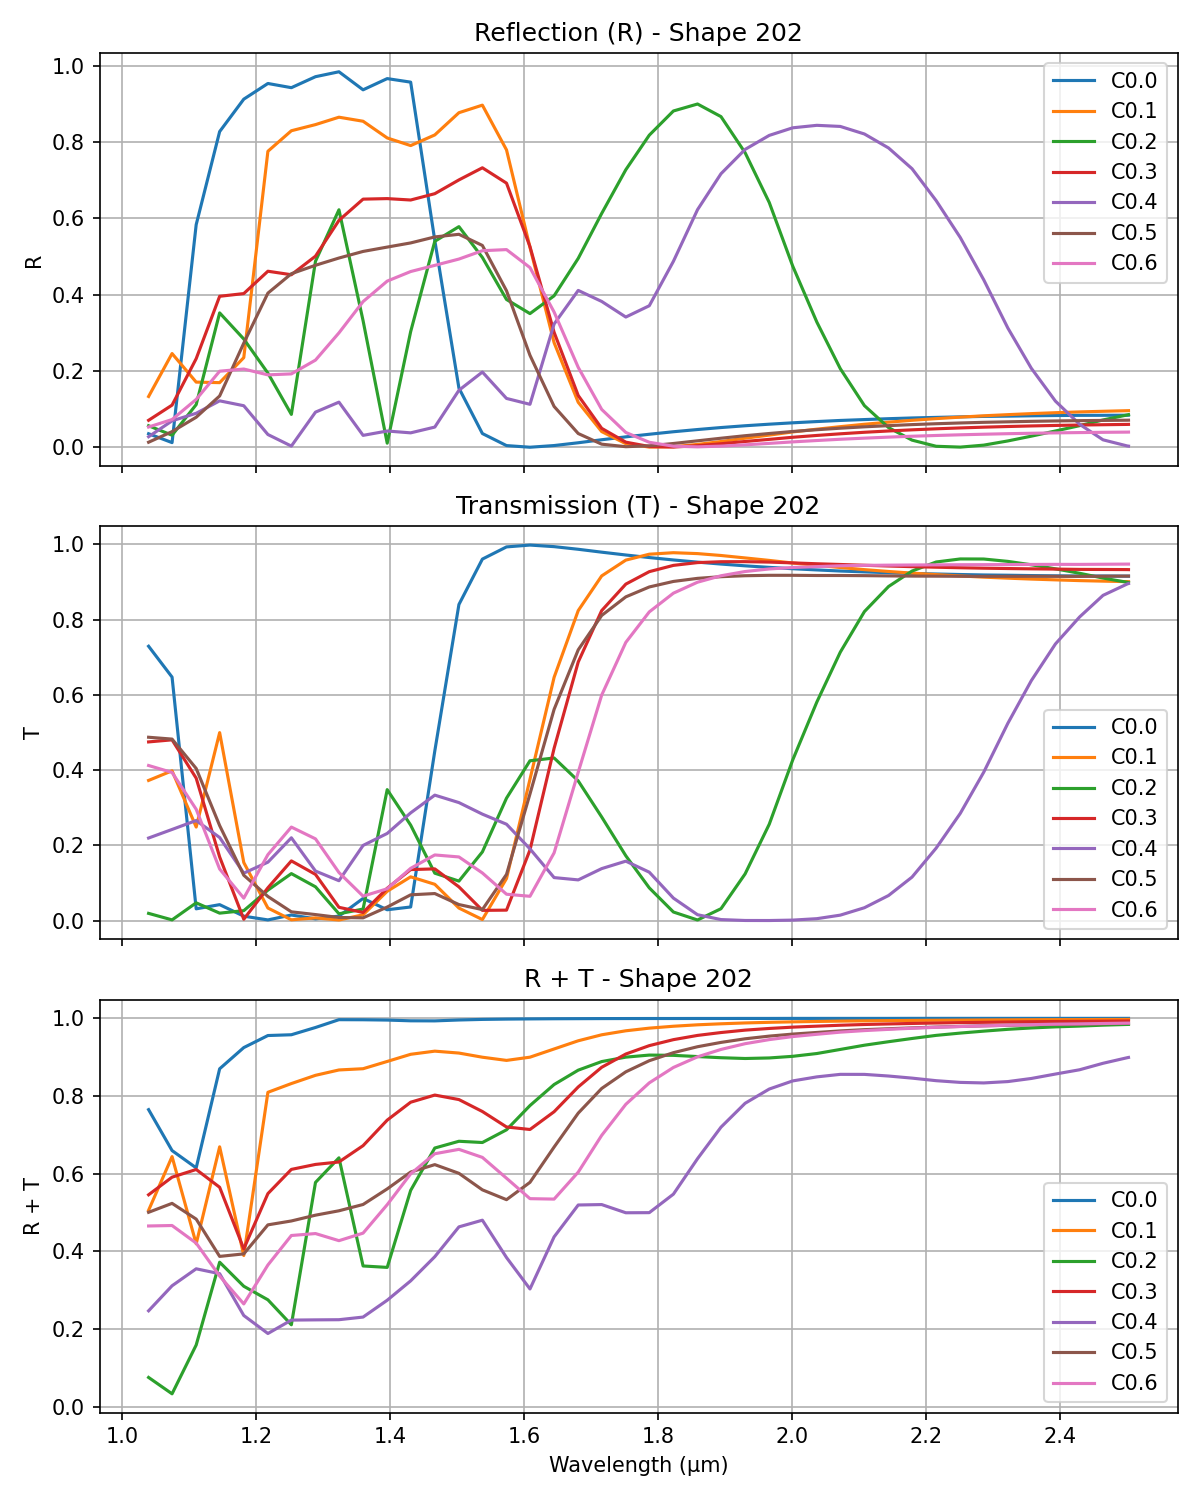 Reflection (R) - Shape 202
1.0
0.8
0.6
0.4
0.2
0.0
R
C0.0
C0.1
C0.2
C0.3
C0.4
C0.5
C0.6
Transmission (T) - Shape 202
1.0
0.8
0.6
0.4
0.2
0.0
T
C0.0
C0.1
C0.2
C0.3
C0.4
C0.5
C0.6
R + T - Shape 202
1.0
0.8
0.6
0.4
0.2
0.0
R + T
C0.0
C0.1
C0.2
C0.3
C0.4
C0.5
C0.6
1.0 1.2 1.4 1.6 1.8 2.0 2.2 2.4
Wavelength (μm)